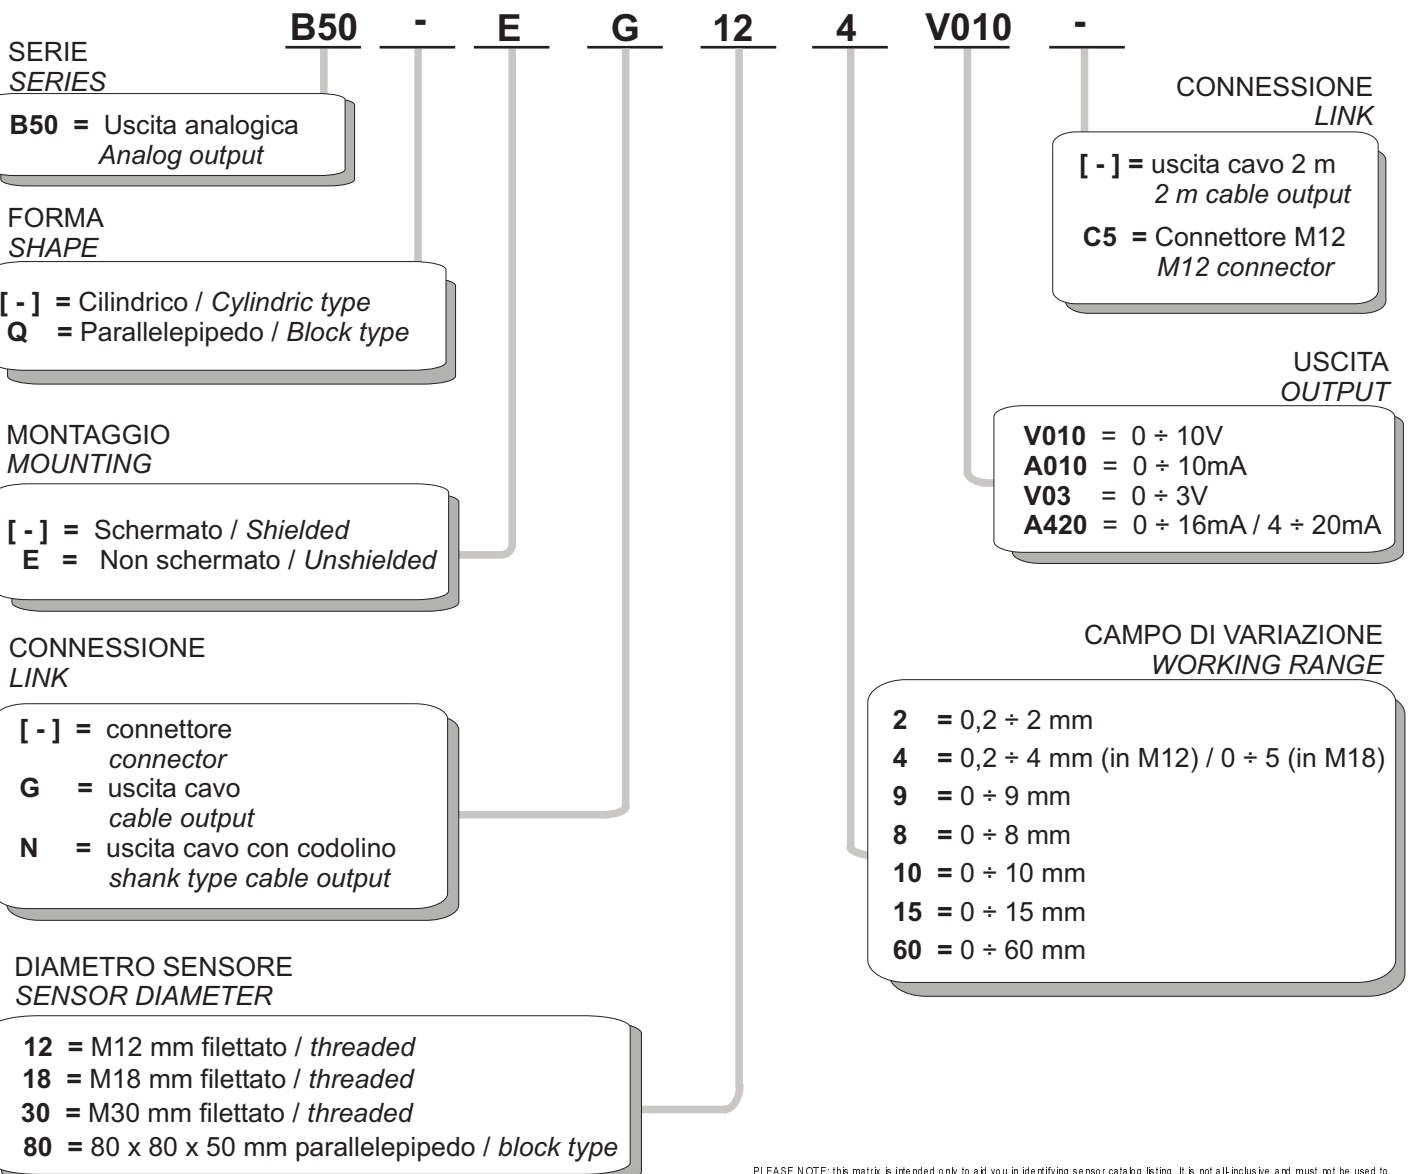 B50 - E G 12 4 V010 -
SERIE
SERIES
B50 = Uscita analogica
Analog output
FORMA
SHAPE
[ - ] = Cilindrico / Cylindric type
Q = Parallelepipedo / Block type
MONTAGGIO
MOUNTING
[ - ] = Schermato / Shielded
E = Non schermato / Unshielded
CONNESSIONE
LINK
[ - ] = connettore
connector
G = uscita cavo
cable output
N = uscita cavo con codolino
shank type cable output
DIAMETRO SENSORE
SENSOR DIAMETER
12 = M12 mm filettato / threaded
18 = M18 mm filettato / threaded
30 = M30 mm filettato / threaded
80 = 80 x 80 x 50 mm parallelepipedo / block type
CONNESSIONE
LINK
[ - ] = uscita cavo 2 m
2 m cable output
C5 = Connettore M12
M12 connector
USCITA
OUTPUT
V010 = 0 ÷ 10V
A010 = 0 ÷ 10mA
V03 = 0 ÷ 3V
A420 = 0 ÷ 16mA / 4 ÷ 20mA
CAMPO DI VARIAZIONE
WORKING RANGE
2 = 0,2 ÷ 2 mm
4 = 0,2 ÷ 4 mm (in M12) / 0 ÷ 5 (in M18)
9 = 0 ÷ 9 mm
8 = 0 ÷ 8 mm
10 = 0 ÷ 10 mm
15 = 0 ÷ 15 mm
60 = 0 ÷ 60 mm
PLEASE NOTE: this matrix is intended only to aid you in identifying sensor catalog listing. It is not all-inclusive and must not be used to